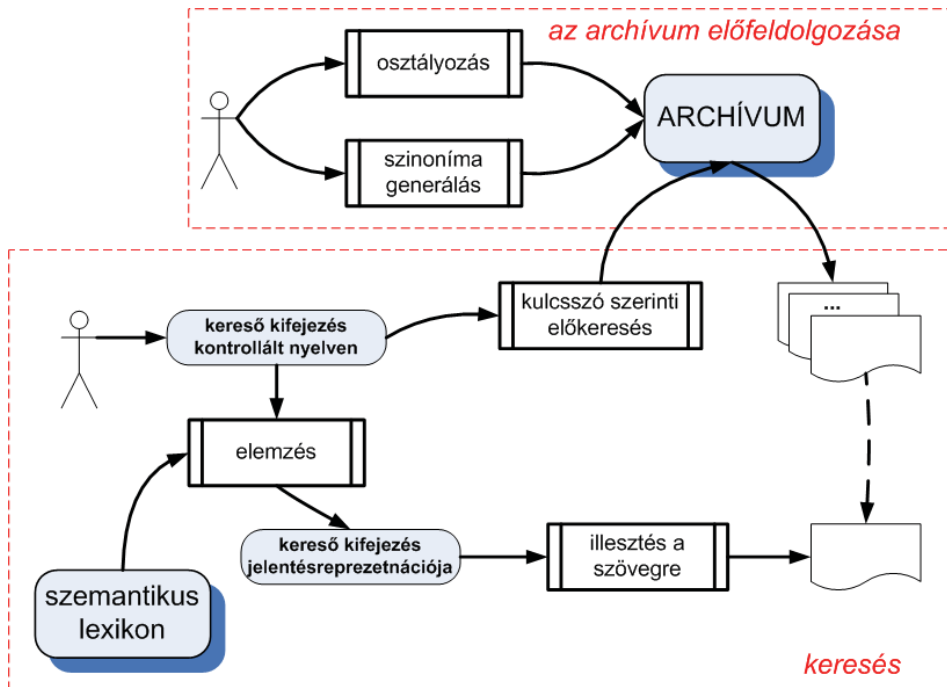 az archívum előfeldolgozása
osztályozás
ARCHÍVUM
szinoníma
generálás
kulcsszó szerinti
előkeresés
...
kereső kifejezés
kontrollált nyelven
elemzés
kereső kifejezés
jelentésreprezetnációja
illesztés a
szövegre
szemantikus
lexikon
keresés